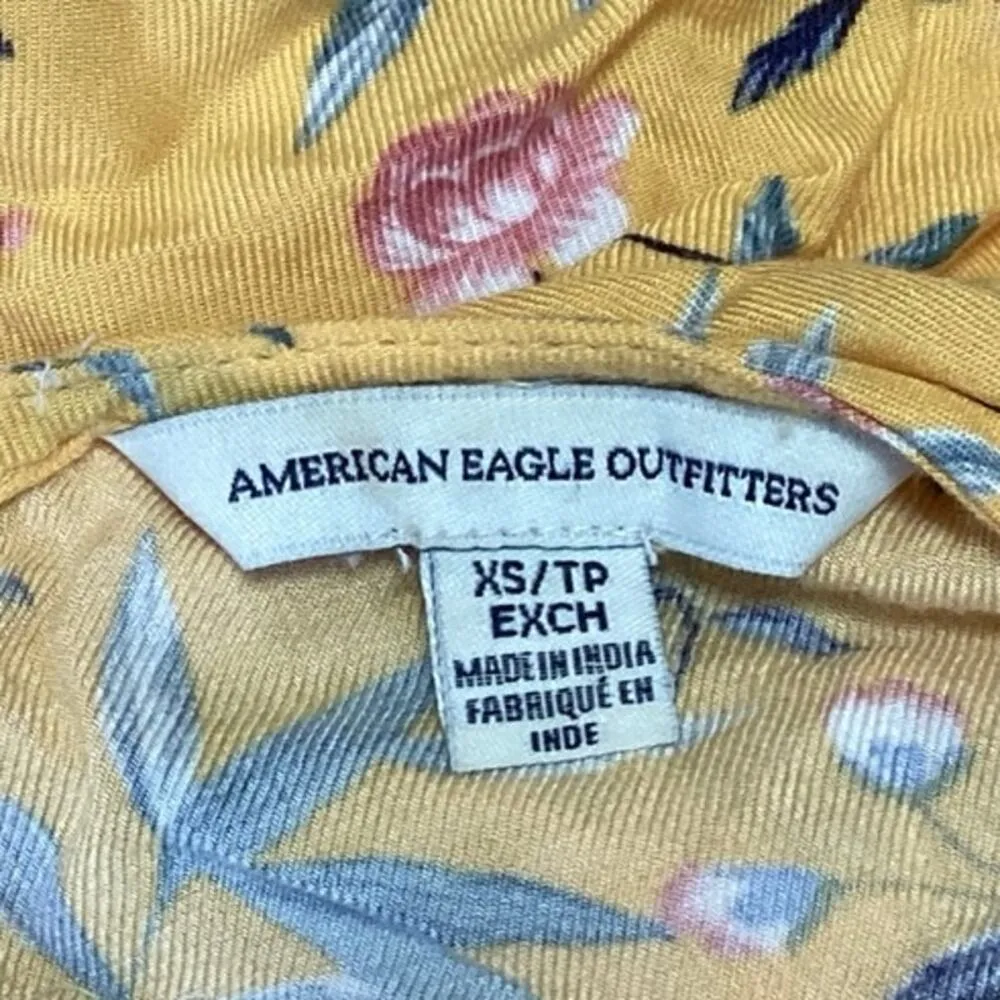 AMERICAN EAGLE OUTFITTERS
XS/TP
EXCH
MADE IN INDIA
FABRIQUÉ EN
INDE